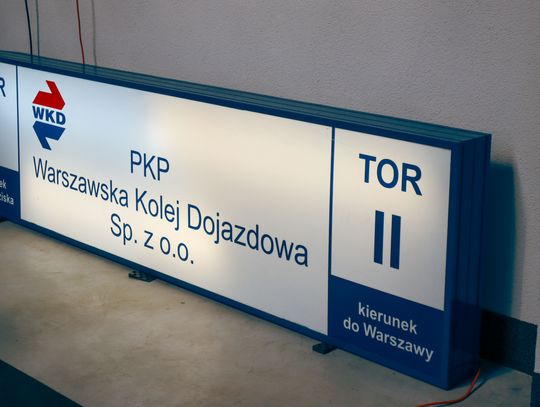 WKD
PKP
Warszawska Kolej Dojazdowa
Sp. z o.o.
TOR
II
kierunek
do Warszawy